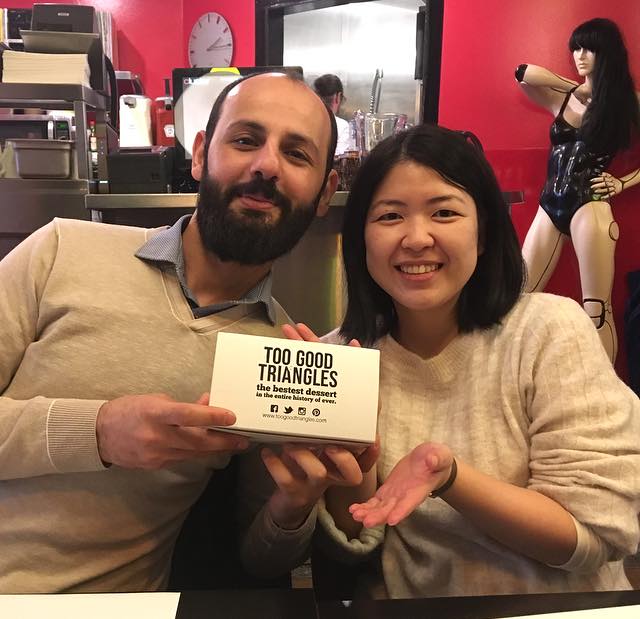 TOO GOOD
TRIANGLES
the bestest dessert
in the entire history of ever.
www.toogoodtriangles.com